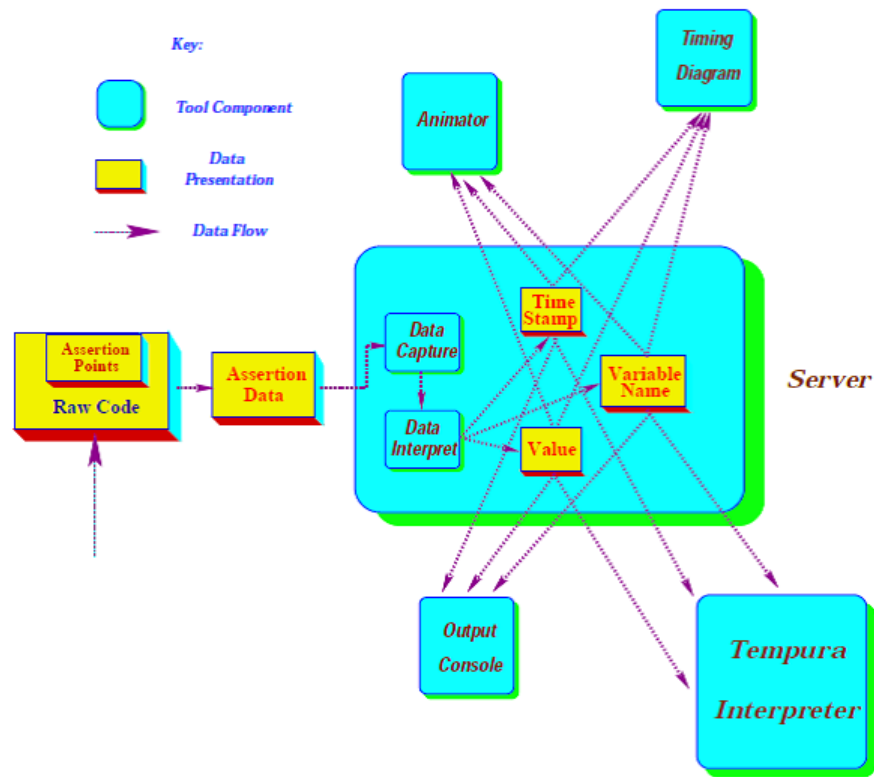 Key:
Tool Component
Data
Presentation
Data Flow
Animator
Timing
Diagram
Assertion
Points
Raw Code
Assertion
Data
Data
Capture
Data
Interpret
Time
Stamp
Variable
Name
Value
Server
Output
Console
Tempura
Interpreter